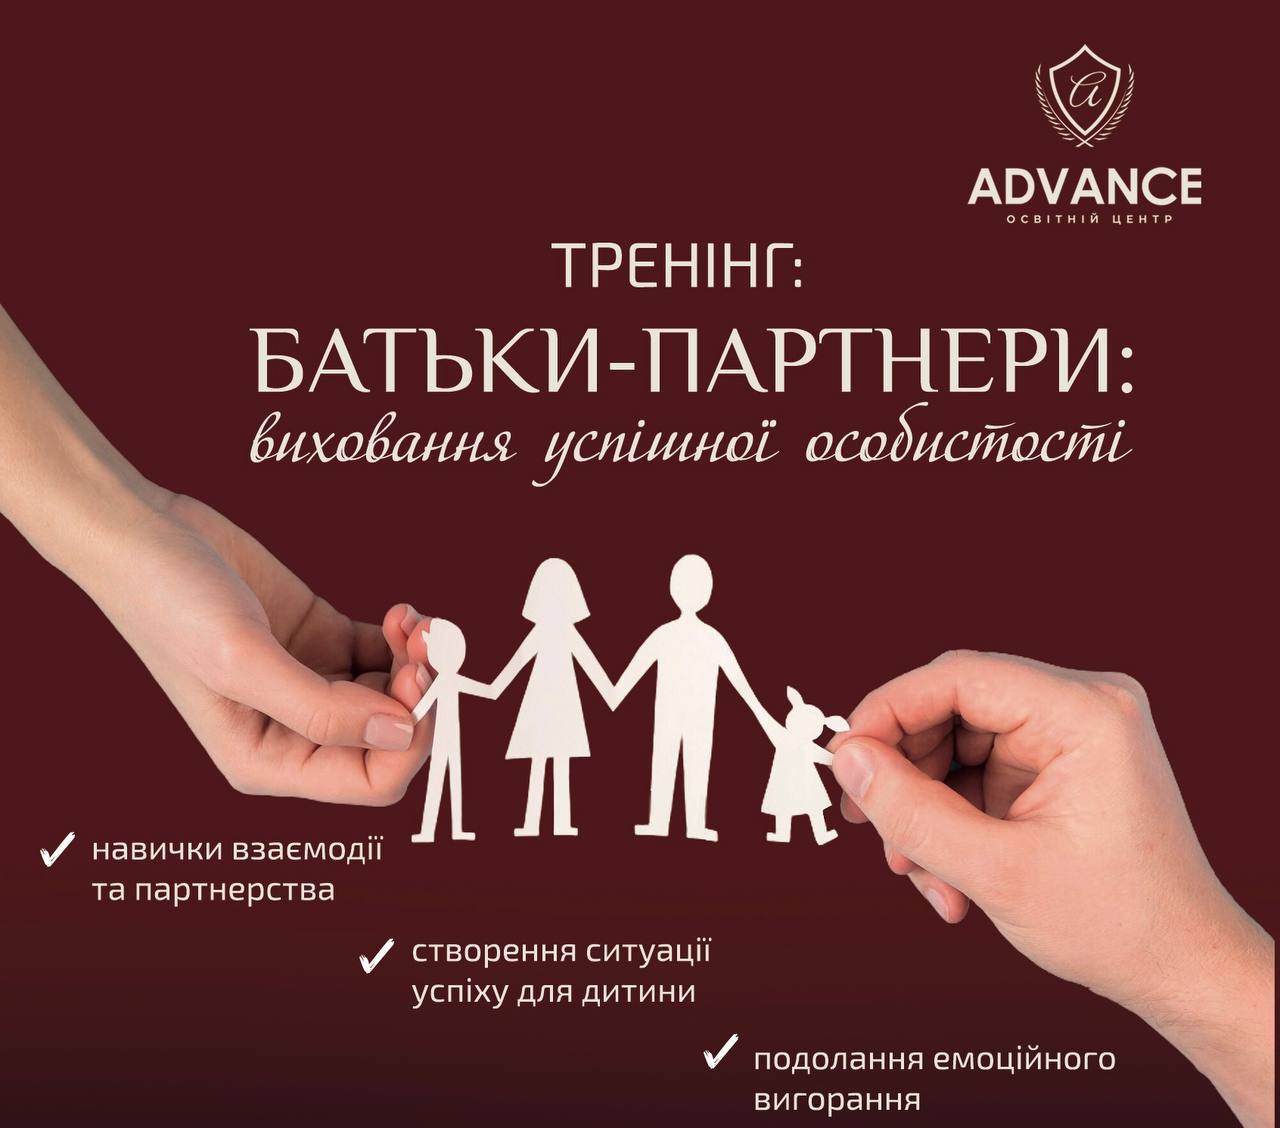 ADVANCE
ОСВІТНІЙ ЦЕНТР
ТРЕНІНГ:
БАТЬКИ-ПАРТНЕРИ:
виховання успішної особистості
навички взаємодії
та партнерства
створення ситуації
успіху для дитини
подолання емоційного
вигорання